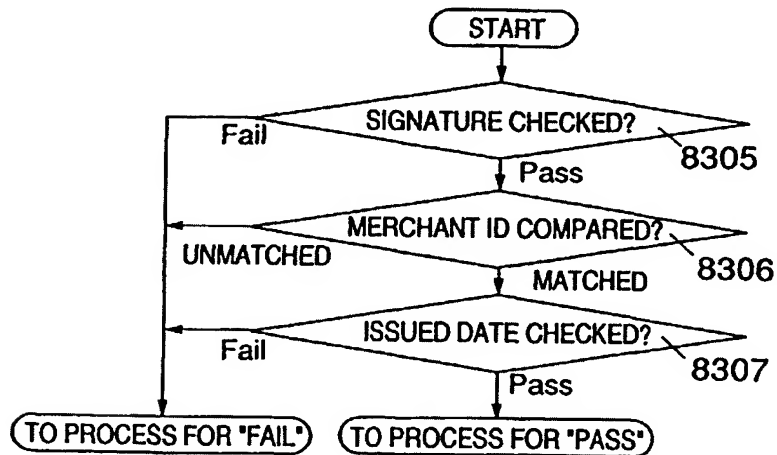 START
SIGNATURE CHECKED?
Fail
8305
Pass
MERCHANT ID COMPARED?
UNMATCHED
8306
MATCHED
ISSUED DATE CHECKED?
Fail
8307
Pass
TO PROCESS FOR "FAIL"
TO PROCESS FOR "PASS"